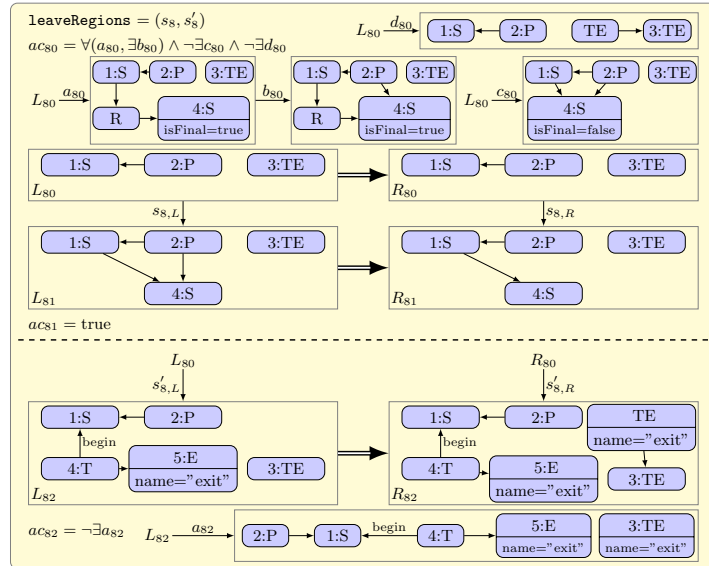 leaveRegions = (s₈, s′₈)
L₈₀ d₈₀ 1:S 2:P TE 3:TE
ac₈₀ = ∀(a₈₀, ∃b₈₀) ∧ ¬∃c₈₀ ∧ ¬∃d₈₀
1:S 2:P 3:TE 1:S 2:P 3:TE 1:S 2:P 3:TE
L₈₀ a₈₀ b₈₀ L₈₀ c₈₀
R 4:S R 4:S 4:S
isFinal=true isFinal=true isFinal=false
1:S 2:P 3:TE 1:S 2:P 3:TE
L₈₀ R₈₀
s₈,L s₈,R
1:S 2:P 3:TE 1:S 2:P 3:TE
4:S 4:S
L₈₁ R₈₁
ac₈₁ = true
L₈₀ R₈₀
s′₈,L s′₈,R
1:S 2:P 1:S 2:P TE
name="exit"
begin begin
4:T 5:E 3:TE 4:T 5:E 3:TE
name="exit" name="exit"
L₈₂ R₈₂
ac₈₂ = ¬∃a₈₂ L₈₂ a₈₂ 2:P 1:S begin 4:T 5:E 3:TE
name="exit" name="exit"